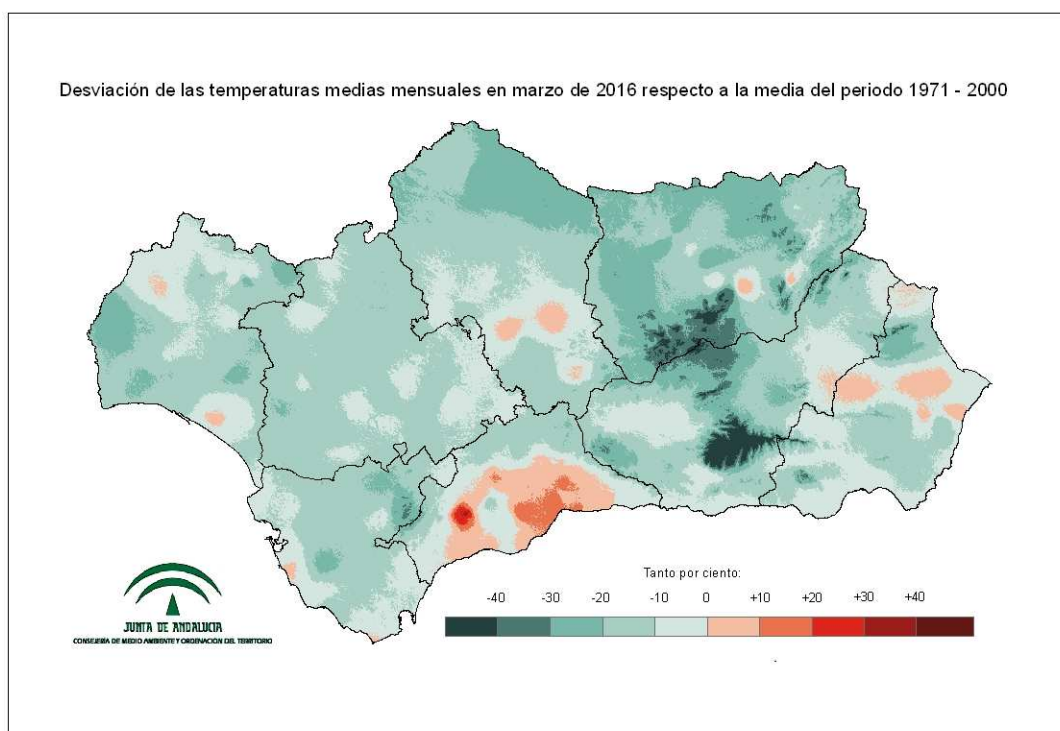 Desviación de las temperaturas medias mensuales en marzo de 2016 respecto a la media del periodo 1971 - 2000
Tanto por ciento:
-40 -30 -20 -10 0 +10 +20 +30 +40
JUNTA DE ANDALUCIA
CONSEJERÍA DE MEDIO AMBIENTE Y ORDENACIÓN DEL TERRITORIO